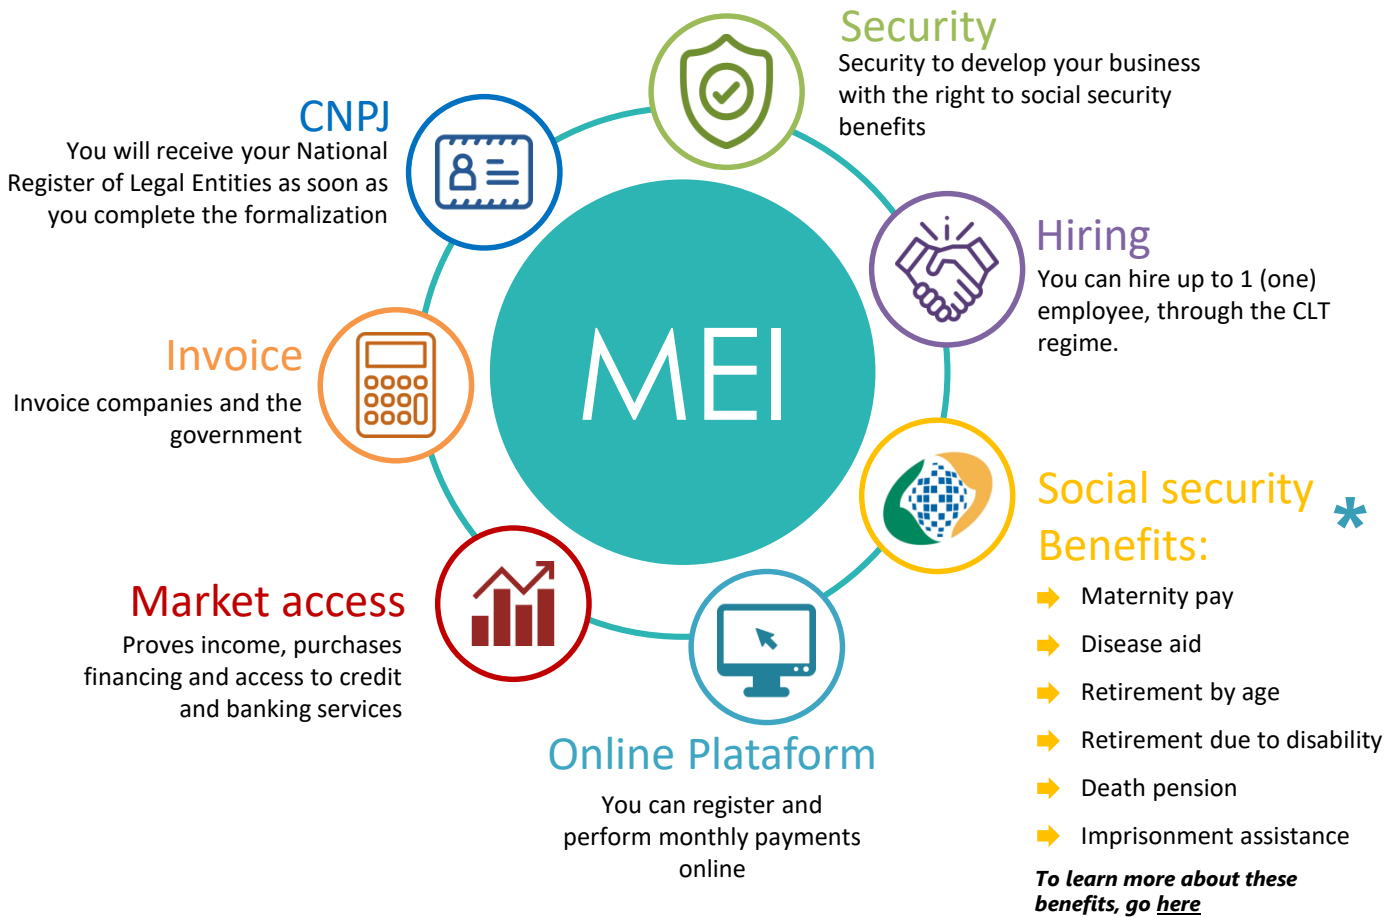 Security
Security to develop your business
with the right to social security
benefits
CNPJ
You will receive your National
Register of Legal Entities as soon as
you complete the formalization
Hiring
You can hire up to 1 (one)
employee, through the CLT
regime.
MEI
Invoice
Invoice companies and the
government
Social security *
Benefits:
Maternity pay
Disease aid
Retirement by age
Retirement due to disability
Death pension
Imprisonment assistance
To learn more about these
benefits, go here
Market access
Proves income, purchases
financing and access to credit
and banking services
Online Plataform
You can register and
perform monthly payments
online